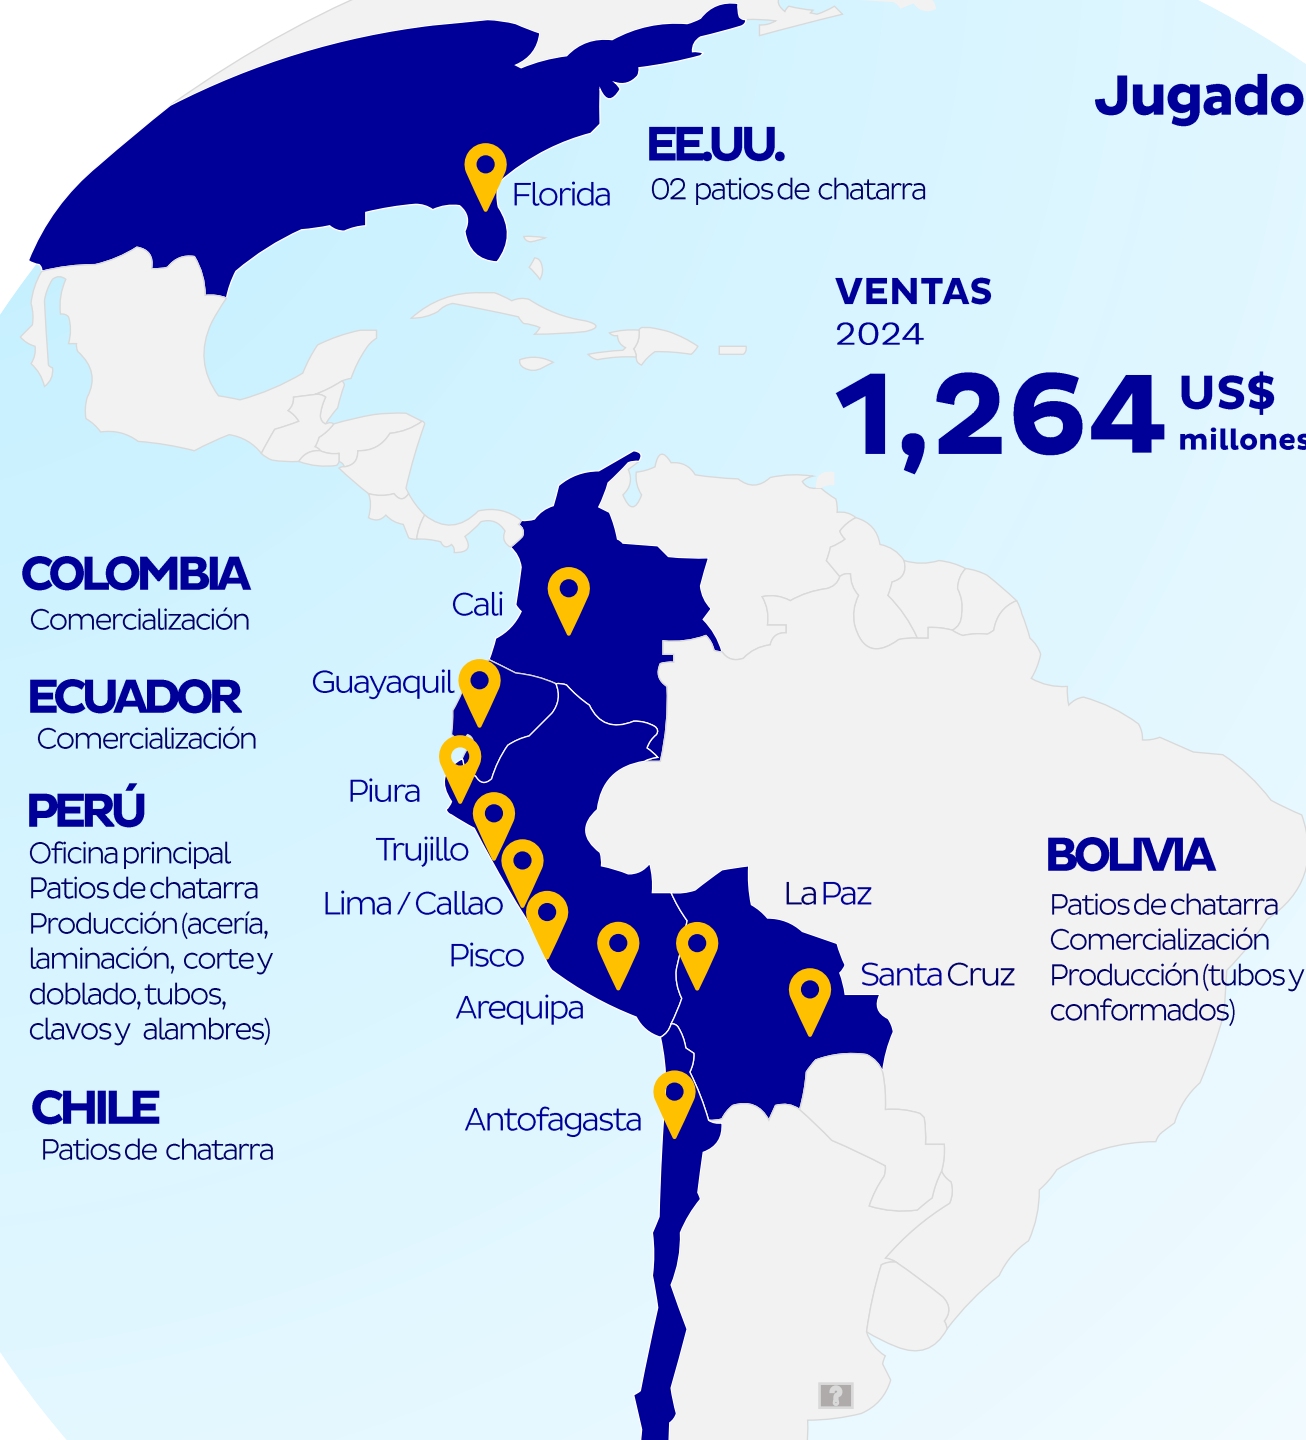 Jugado
EE.UU.
02 patios de chatarra
Florida
VENTAS
2024
1,264 US$
millones
COLOMBIA
Comercialización
ECUADOR
Comercialización
PERÚ
Oficina principal
Patios de chatarra
Producción (acería,
laminación, corte y
doblado, tubos,
clavos y alambres)
CHILE
Patios de chatarra
Cali
Guayaquil
Piura
Trujillo
Lima / Callao
Pisco
Arequipa
Antofagasta
La Paz
Santa Cruz
BOLIVIA
Patios de chatarra
Comercialización
Producción (tubos y
conformados)
?